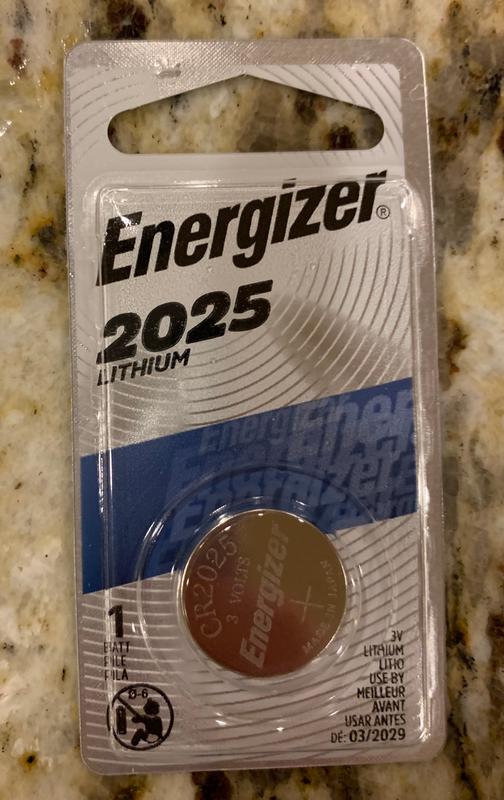 Energizer®
2025
LITHIUM
Energizer
CR2025
3 VOLTS
Energizer
+
MADE IN JAPAN
1
BATT
PILE
PILA
0-6
3V
LITHIUM
LITIO
USE BY
MEILLEUR
AVANT
USAR ANTES
DE: 03/2029